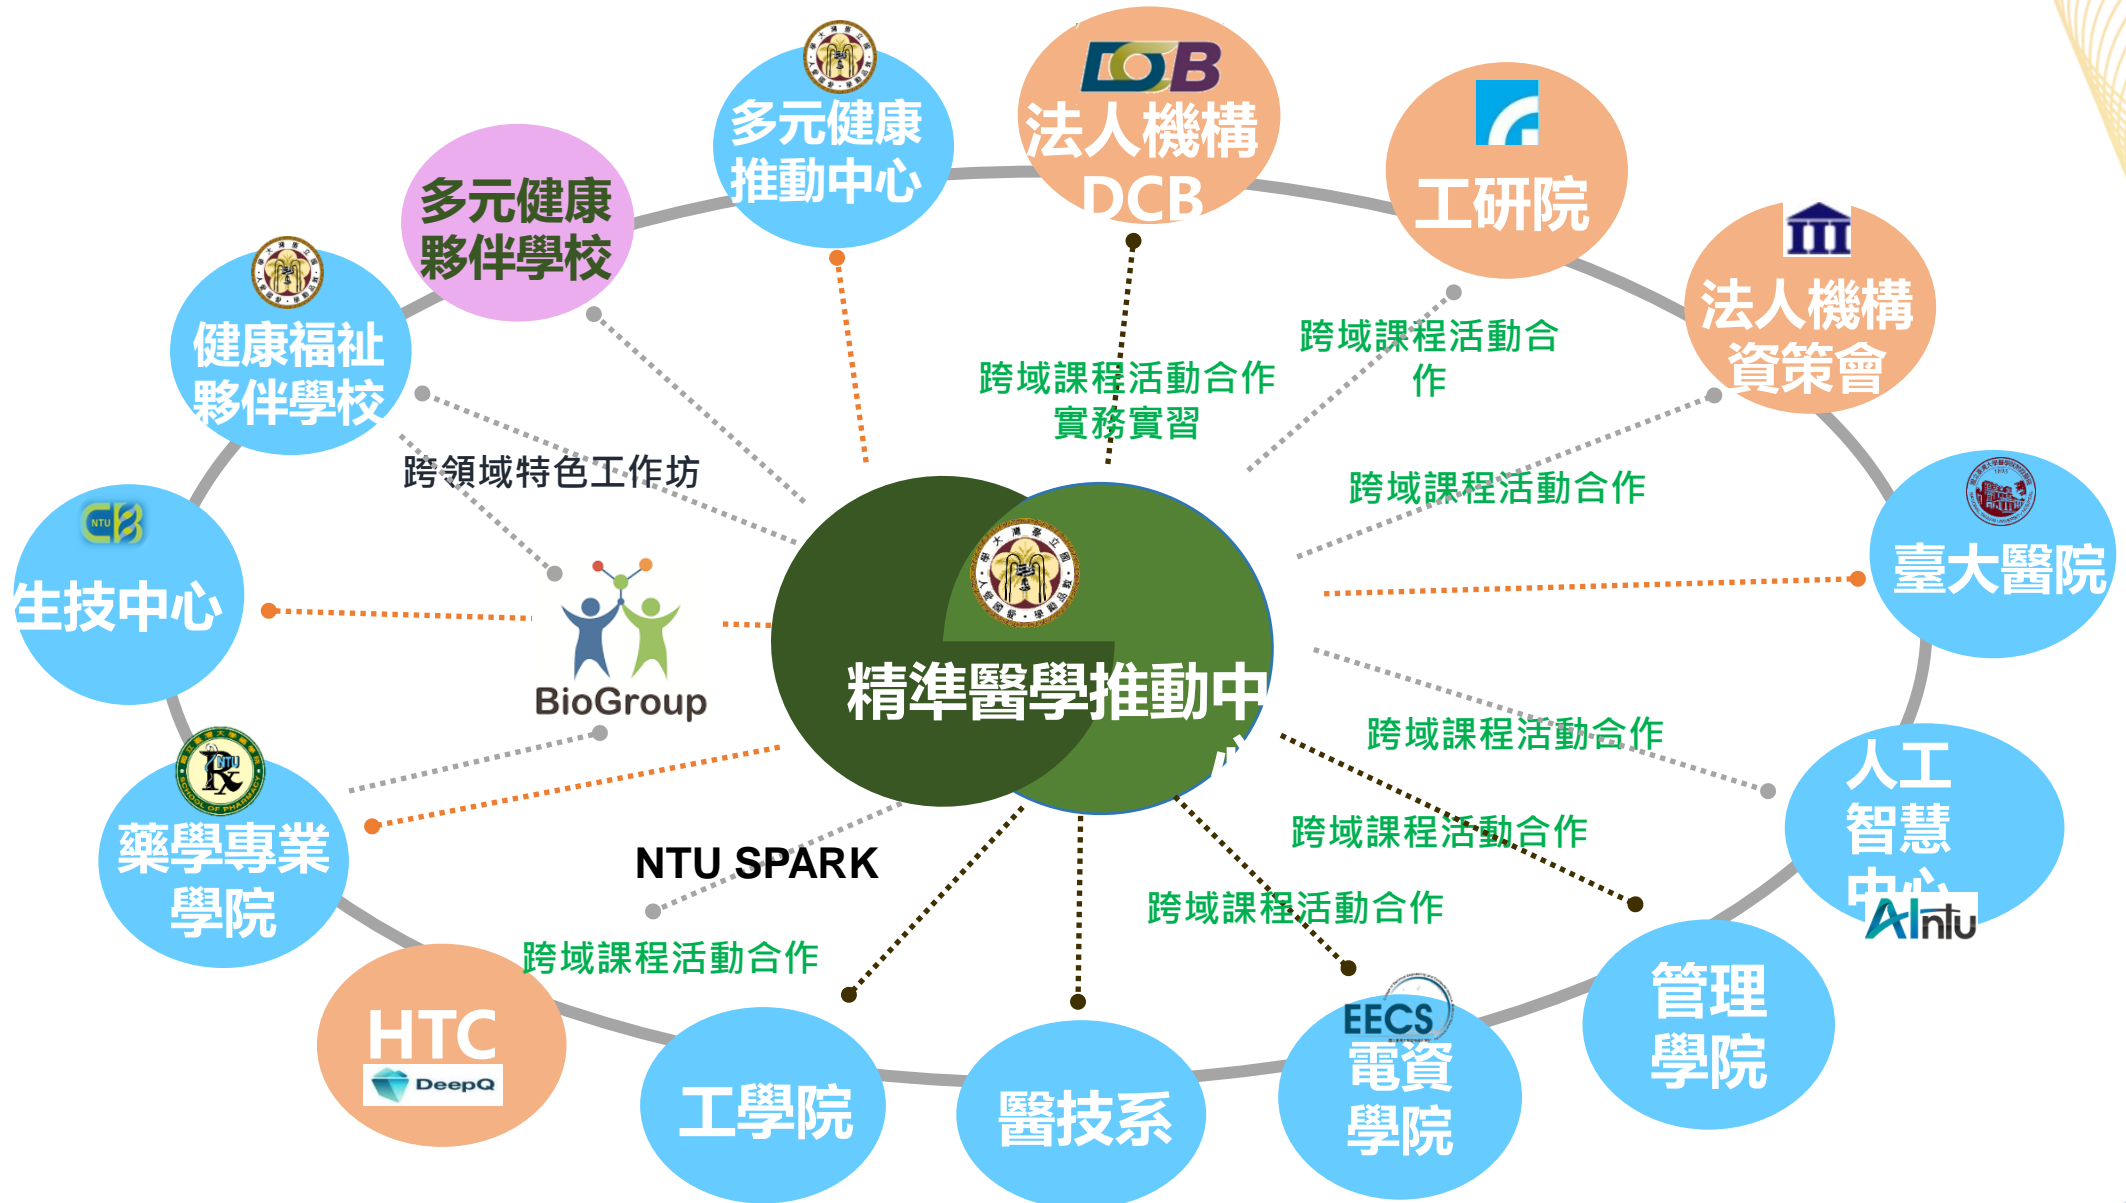 多元健康
推動中心
DCB
法人機構
DCB
工研院
多元健康
夥伴學校
法人機構
資策會
健康福祉
夥伴學校
跨域課程活動合作
實務實習
跨域課程活動合
作
跨領域特色工作坊
跨域課程活動合作
臺大醫院
NTU
生技中心
BioGroup
精準醫學推動中
心
跨域課程活動合作
人工
智慧
中心
AIntu
NTU
SCHOOL OF PHARMACY
藥學專業
學院
NTU SPARK
跨域課程活動合作
跨域課程活動合作
跨域課程活動合作
HTC
DeepQ
工學院
醫技系
EECS
電資
學院
管理
學院